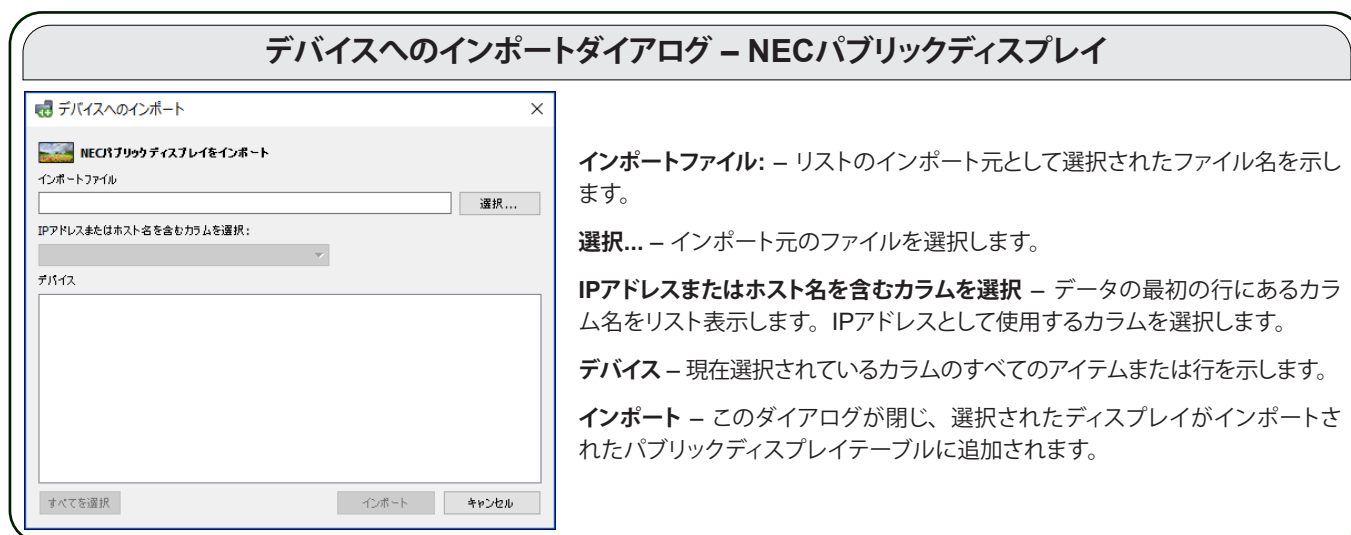 デバイスへのインポートダイアログ – NECパブリックディスプレイ
デバイスへのインポート
NECパブリックディスプレイをインポート
インポートファイル
選択...
IPアドレスまたはホスト名を含むカラムを選択:
デバイス
すべてを選択
インポート
キャンセル
インポートファイル: – リストのインポート元として選択されたファイル名を示し
ます。
選択... – インポート元のファイルを選択します。
IPアドレスまたはホスト名を含むカラムを選択 – データの最初の行にあるカラ
ム名をリスト表示します。IPアドレスとして使用するカラムを選択します。
デバイス – 現在選択されているカラムのすべてのアイテムまたは行を示します。
インポート – このダイアログが閉じ、選択されたディスプレイがインポートさ
れたパブリックディスプレイテーブルに追加されます。